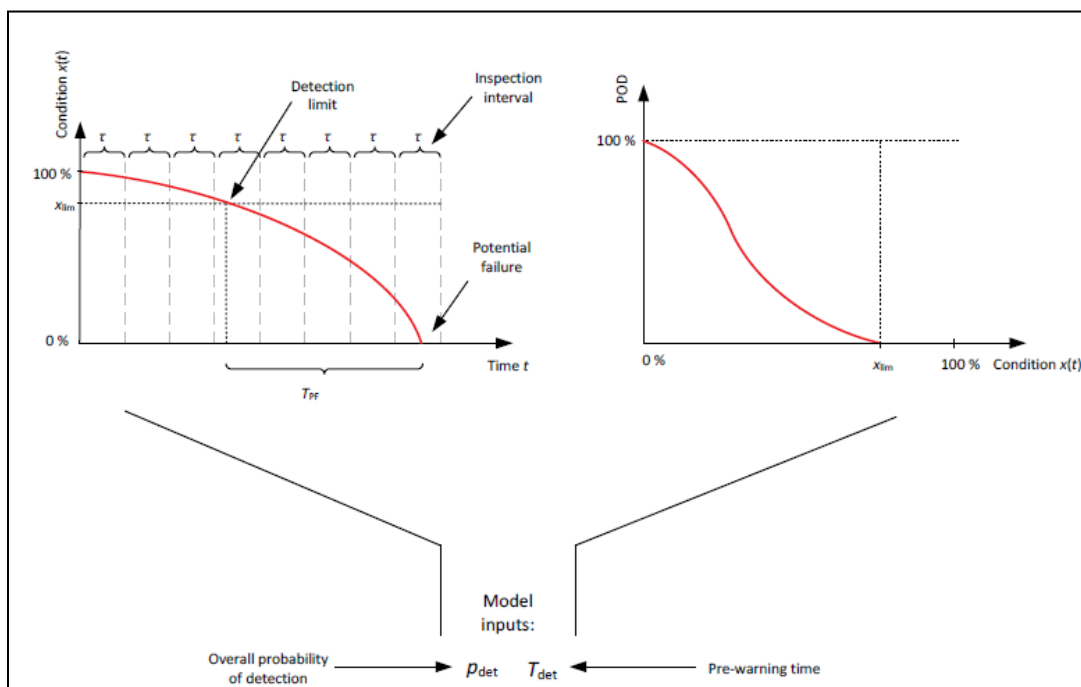 Condition x(t)
Detection
limit
Inspection
interval
τ τ τ τ τ τ τ τ
100 %
xlim
0 %
Potential
failure
Time t
TPF
POD
100 %
0 %
xlim
100 %
Condition x(t)
Model
inputs:
Overall probability
of detection
pdet
Tdet
Pre-warning time